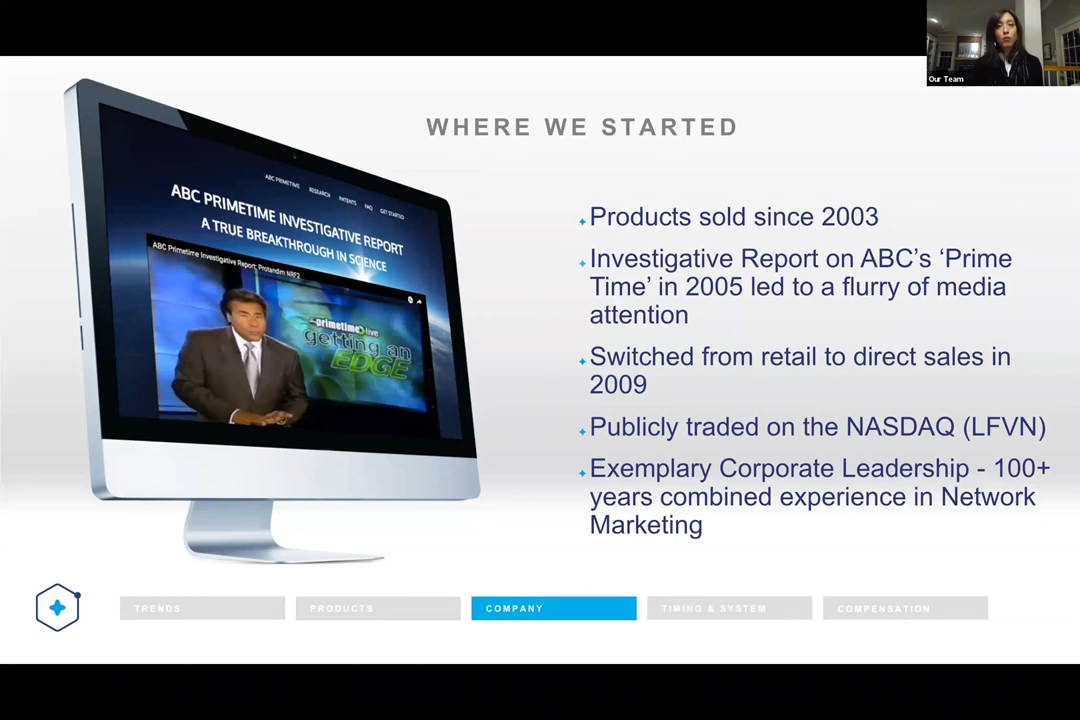 Our Team
WHERE WE STARTED
ABC PRIMETIME
RESEARCH
PATENTS
FAQ
GET STARTED
ABC PRIMETIME INVESTIGATIVE REPORT
A TRUE BREAKTHROUGH IN SCIENCE
ABC Primetime Investigative Report: Protandim NRF2
primetime live
getting an
EDGE
Products sold since 2003
Investigative Report on ABC’s ‘Prime
Time’ in 2005 led to a flurry of media
attention
Switched from retail to direct sales in
2009
Publicly traded on the NASDAQ (LFVN)
Exemplary Corporate Leadership - 100+
years combined experience in Network
Marketing
TRENDS
PRODUCTS
COMPANY
TIMING & SYSTEM
COMPENSATION